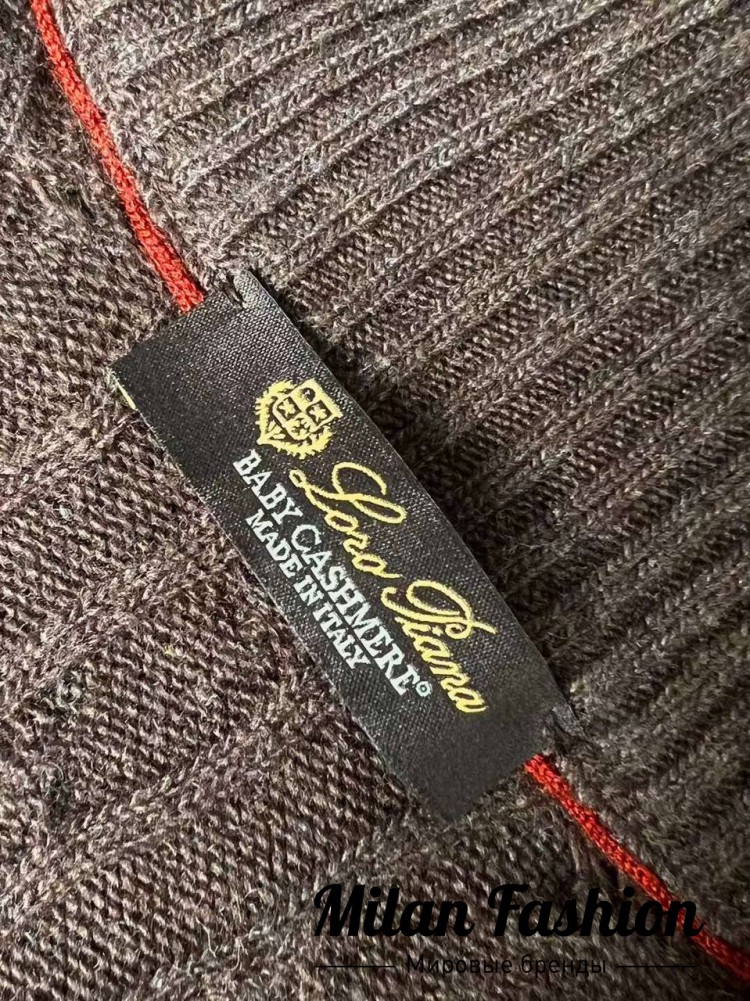 Loro Piana
BABY CASHMERE®
MADE IN ITALY
Milan Fashion
Мировые бренды